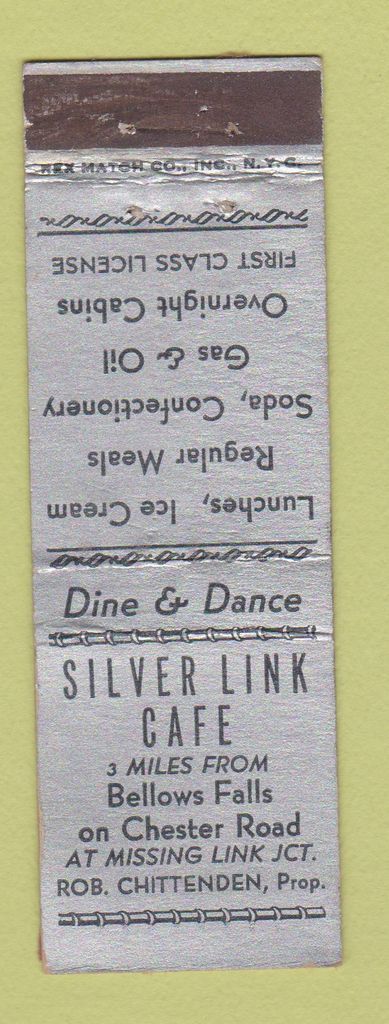 REX MATCH CO., INC., N.Y.C.
Lunches, Ice Cream
Regular Meals
Soda, Confectionery
Gas & Oil
Overnight Cabins
FIRST CLASS LICENSE
Dine & Dance
SILVER LINK
CAFE
3 MILES FROM
Bellows Falls
on Chester Road
AT MISSING LINK JCT.
ROB. CHITTENDEN, Prop.